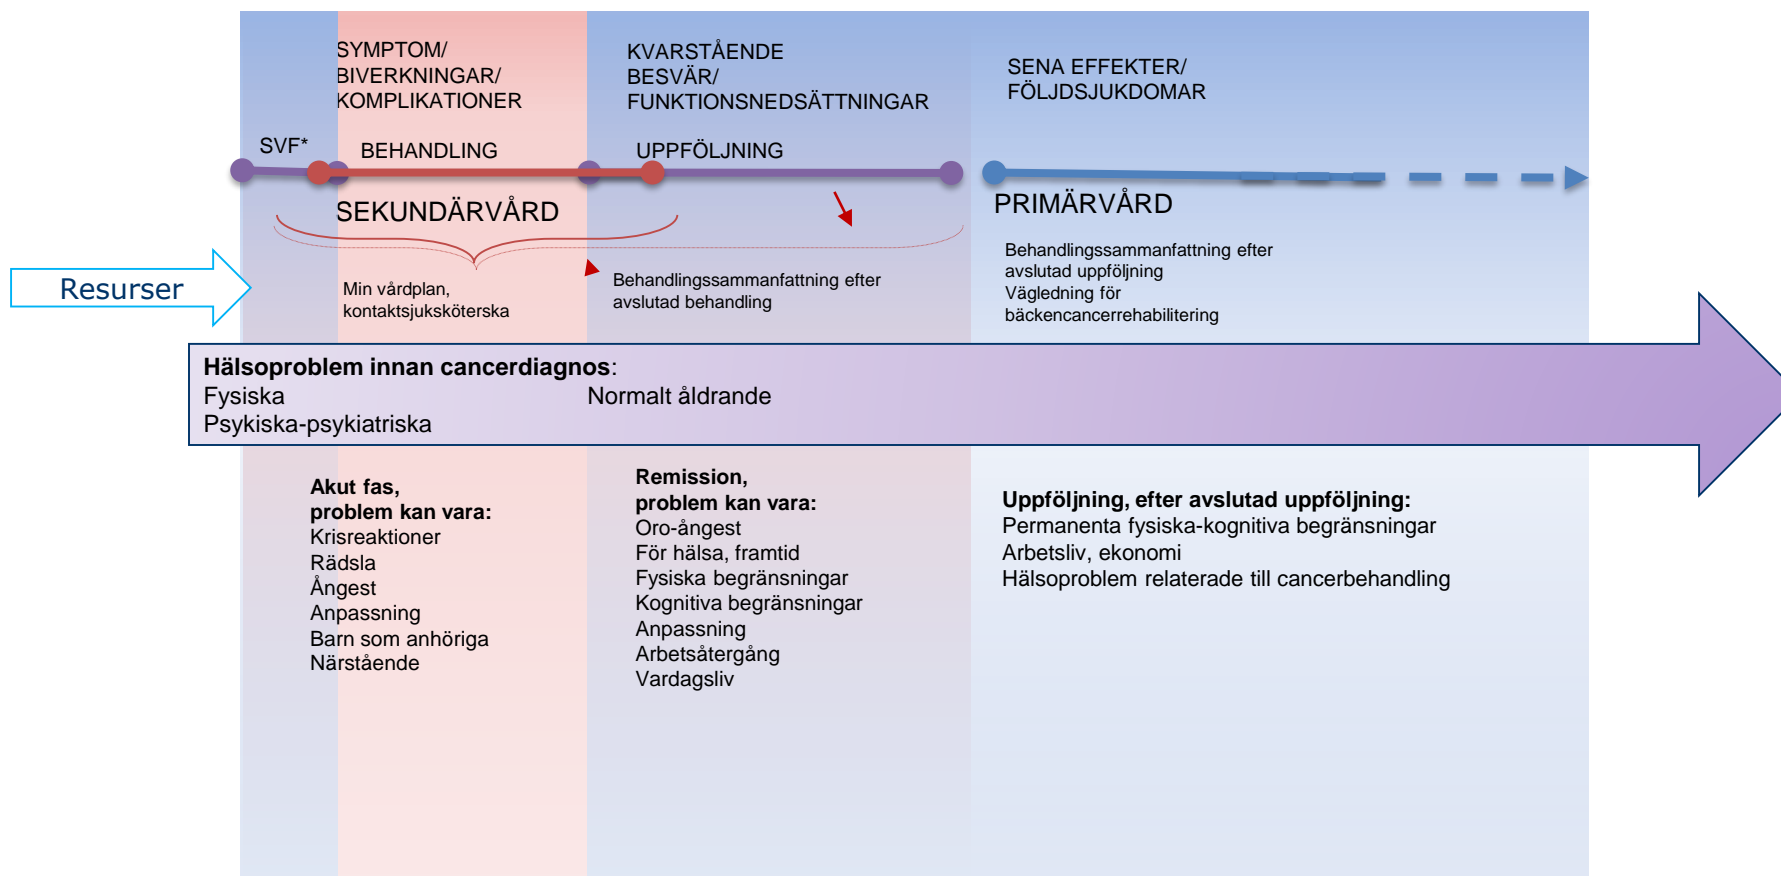 SYMPTOM/
BIVERKNINGAR/
KOMPLIKATIONER
KVARSTÅENDE
BESVÄR/
FUNKTIONSNEDSÄTTNINGAR
SENA EFFEKTER/
FÖLJDSJUKDOMAR
SVF*
BEHANDLING
UPPFÖLJNING
SEKUNDÄRVÅRD
PRIMÄRVÅRD
Resurser
Min vårdplan,
kontaktsjuksköterska
Behandlingssammanfattning efter
avslutad behandling
Behandlingssammanfattning efter
avslutad uppföljning
Vägledning för
bäckencancerrehabilitering
Hälsoproblem innan cancerdiagnos:
Fysiska
Normalt åldrande
Psykiska-psykiatriska
Akut fas,
problem kan vara:
Krisreaktioner
Rädsla
Ångest
Anpassning
Barn som anhöriga
Närstående
Remission,
problem kan vara:
Oro-ångest
För hälsa, framtid
Fysiska begränsningar
Kognitiva begränsningar
Anpassning
Arbetsåtergång
Vardagsliv
Uppföljning, efter avslutad uppföljning:
Permanenta fysiska-kognitiva begränsningar
Arbetsliv, ekonomi
Hälsoproblem relaterade till cancerbehandling